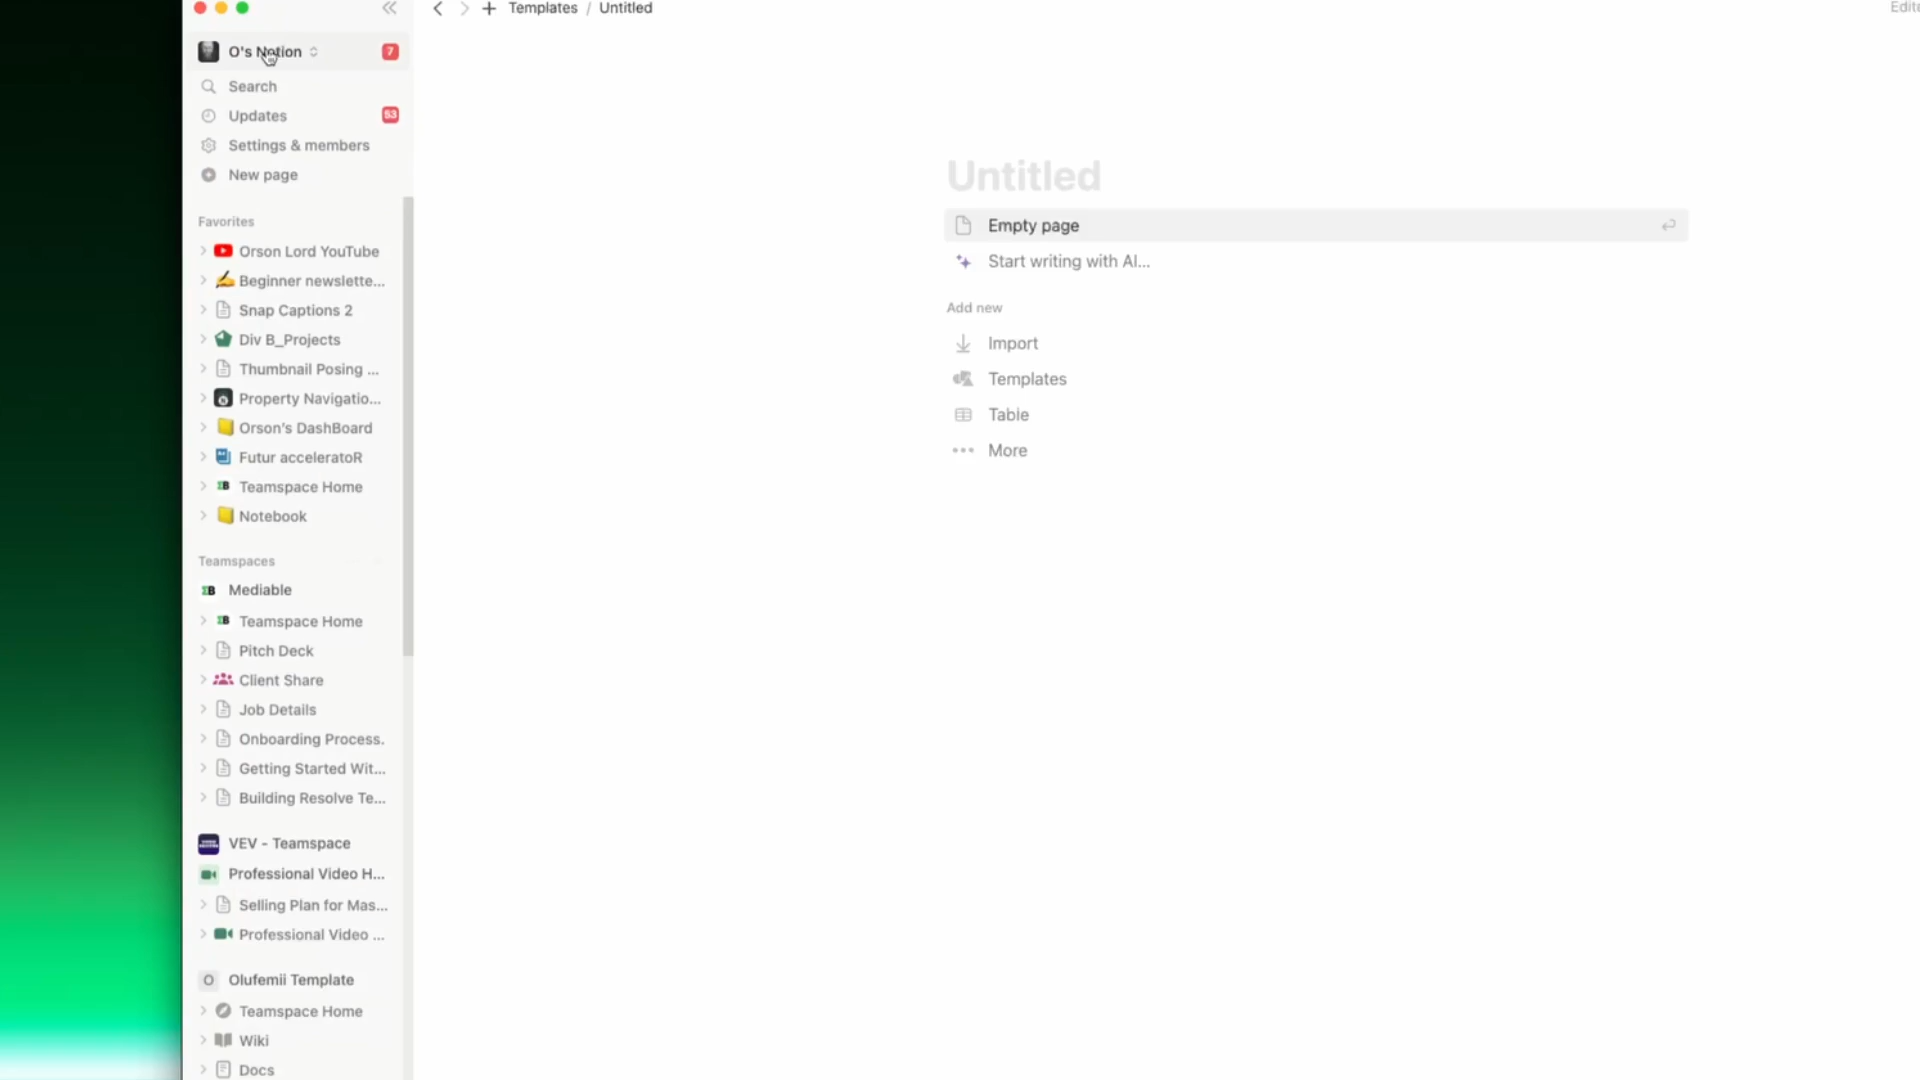 Templates / Untitled
O's Notion
7
Search
Updates
53
Settings & members
New page
Favorites
Orson Lord YouTube
Beginner newslette...
Snap Captions 2
Div B_Projects
Thumbnail Posing ...
Property Navigatio...
Orson's DashBoard
Futur acceleratoR
Teamspace Home
Notebook
Teamspaces
Mediable
Teamspace Home
Pitch Deck
Client Share
Job Details
Onboarding Process.
Getting Started Wit...
Building Resolve Te...
VEV - Teamspace
Professional Video H...
Selling Plan for Mas...
Professional Video ...
O Olufemii Template
Teamspace Home
Wiki
Docs
Untitled
Empty page
Start writing with AI...
Add new
Import
Templates
Table
More